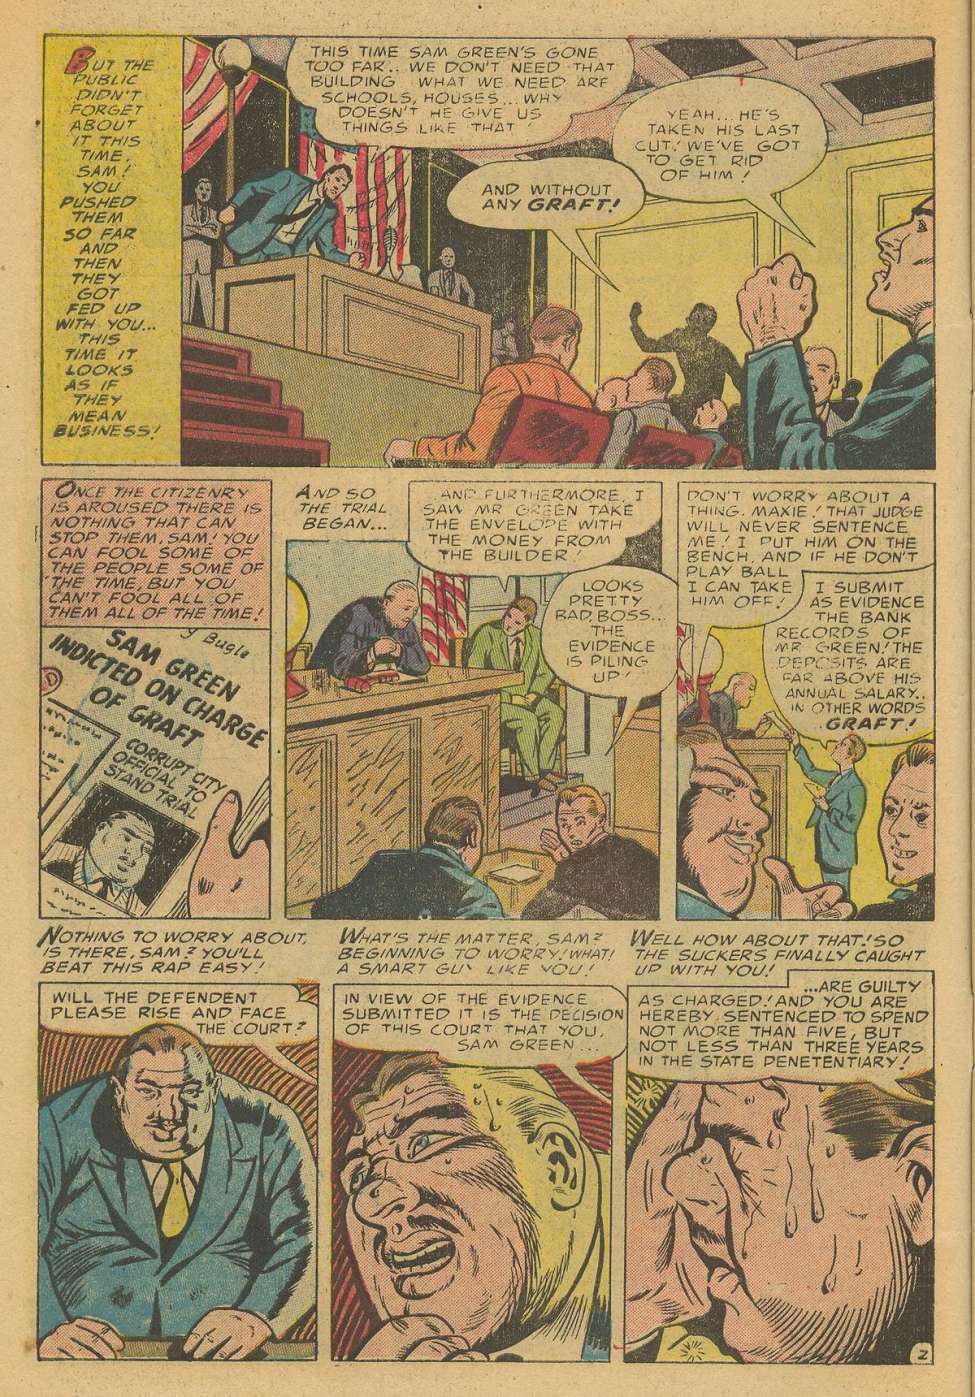 BUT THE
PUBLIC
DIDN'T
FORGET
ABOUT
IT THIS
TIME,
SAM!
YOU
PUSHED
THEM
SO FAR
AND
THEN
THEY
GOT
FED UP
WITH YOU...
THIS
TIME IT
LOOKS
AS IF
THEY
MEAN
BUSINESS!
THIS TIME SAM GREEN'S GONE
TOO FAR... WE DON'T NEED THAT
BUILDING. WHAT WE NEED ARE
SCHOOLS, HOUSES... WHY
DOESN'T HE GIVE US
THINGS LIKE THAT
AND WITHOUT
ANY GRAFT!
YEAH... HE'S
TAKEN HIS LAST
CUT! WE'VE GOT
TO GET RID
OF HIM!
ONCE THE CITIZENRY
IS AROUSED THERE IS
NOTHING THAT CAN
STOP THEM, SAM! YOU
CAN FOOL SOME OF
THE PEOPLE SOME OF
THE TIME, BUT YOU
CAN'T FOOL ALL OF
THEM ALL OF THE TIME!
Bugle
SAM GREEN
INDICTED ON CHARGE
OF GRAFT
CORRUPT CITY
OFFICIAL TO
STAND TRIAL
AND SO
THE TRIAL
BEGAN...
...AND FURTHERMORE, I
SAW MR GREEN TAKE
THE ENVELOPE WITH
THE MONEY FROM
THE BUILDER!
LOOKS
PRETTY
BAD, BOSS...
THE
EVIDENCE
IS PILING
UP!
DON'T WORRY ABOUT A
THING, MAXIE! THAT JUDGE
WILL NEVER SENTENCE
ME! I PUT HIM ON THE
BENCH, AND IF HE DON'T
PLAY BALL
I CAN TAKE
HIM OFF!
I SUBMIT
AS EVIDENCE
THE BANK
RECORDS OF
MR GREEN! THE
DEPOSITS ARE
FAR ABOVE HIS
ANNUAL SALARY..
IN OTHER WORDS
..GRAFT!
NOTHING TO WORRY ABOUT,
IS THERE, SAM? YOU'LL
BEAT THIS RAP EASY!
WILL THE DEFENDENT
PLEASE RISE AND FACE
THE COURT?
WHAT'S THE MATTER, SAM?
BEGINNING TO WORRY? WHAT!
A SMART GUY LIKE YOU!
IN VIEW OF THE EVIDENCE
SUBMITTED IT IS THE DECISION
OF THIS COURT THAT YOU,
SAM GREEN...
WELL HOW ABOUT THAT! SO
THE SUCKERS FINALLY CAUGHT
UP WITH YOU!
...ARE GUILTY
AS CHARGED! AND YOU ARE
HEREBY SENTENCED TO SPEND
NOT MORE THAN FIVE, BUT
NOT LESS THAN THREE YEARS
IN THE STATE PENETENTIARY!
2